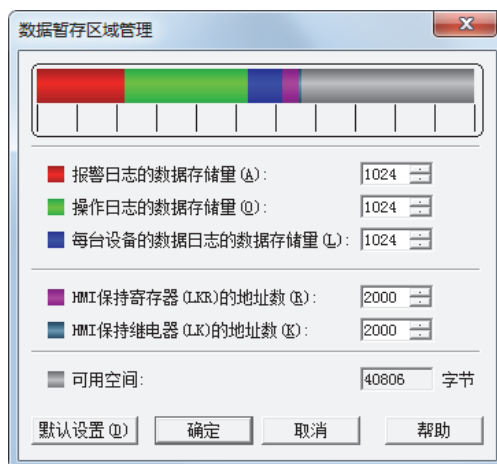 数据暂存区域管理
报警日志的数据存储量(A): 1024
操作日志的数据存储量(O): 1024
每台设备的数据日志的数据存储量(L): 1024
HMI保持寄存器(LKR)的地址数(R): 2000
HMI保持继电器(LK)的地址数(K): 2000
可用空间: 40806 字节
默认设置(D) 确定 取消 帮助